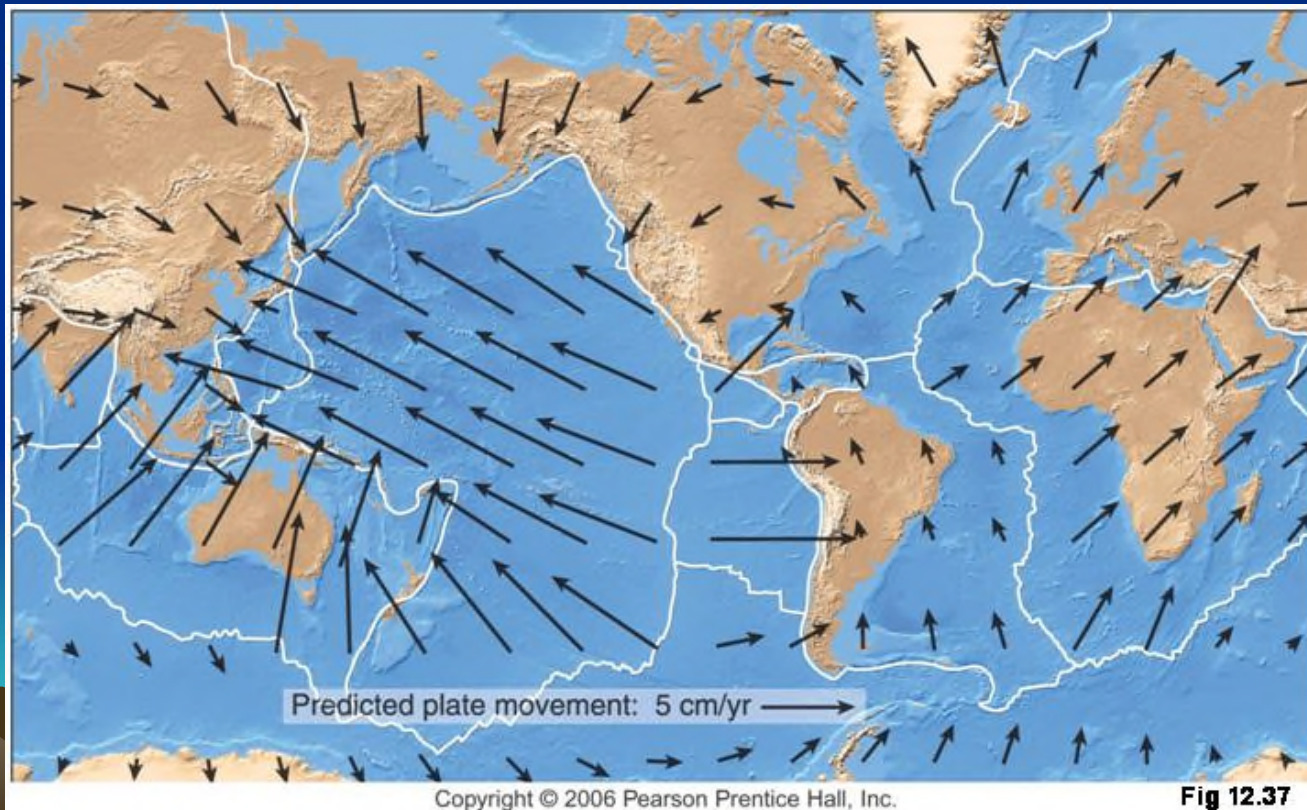 Predicted plate movement: 5 cm/yr
Copyright © 2006 Pearson Prentice Hall, Inc.
Fig 12.37